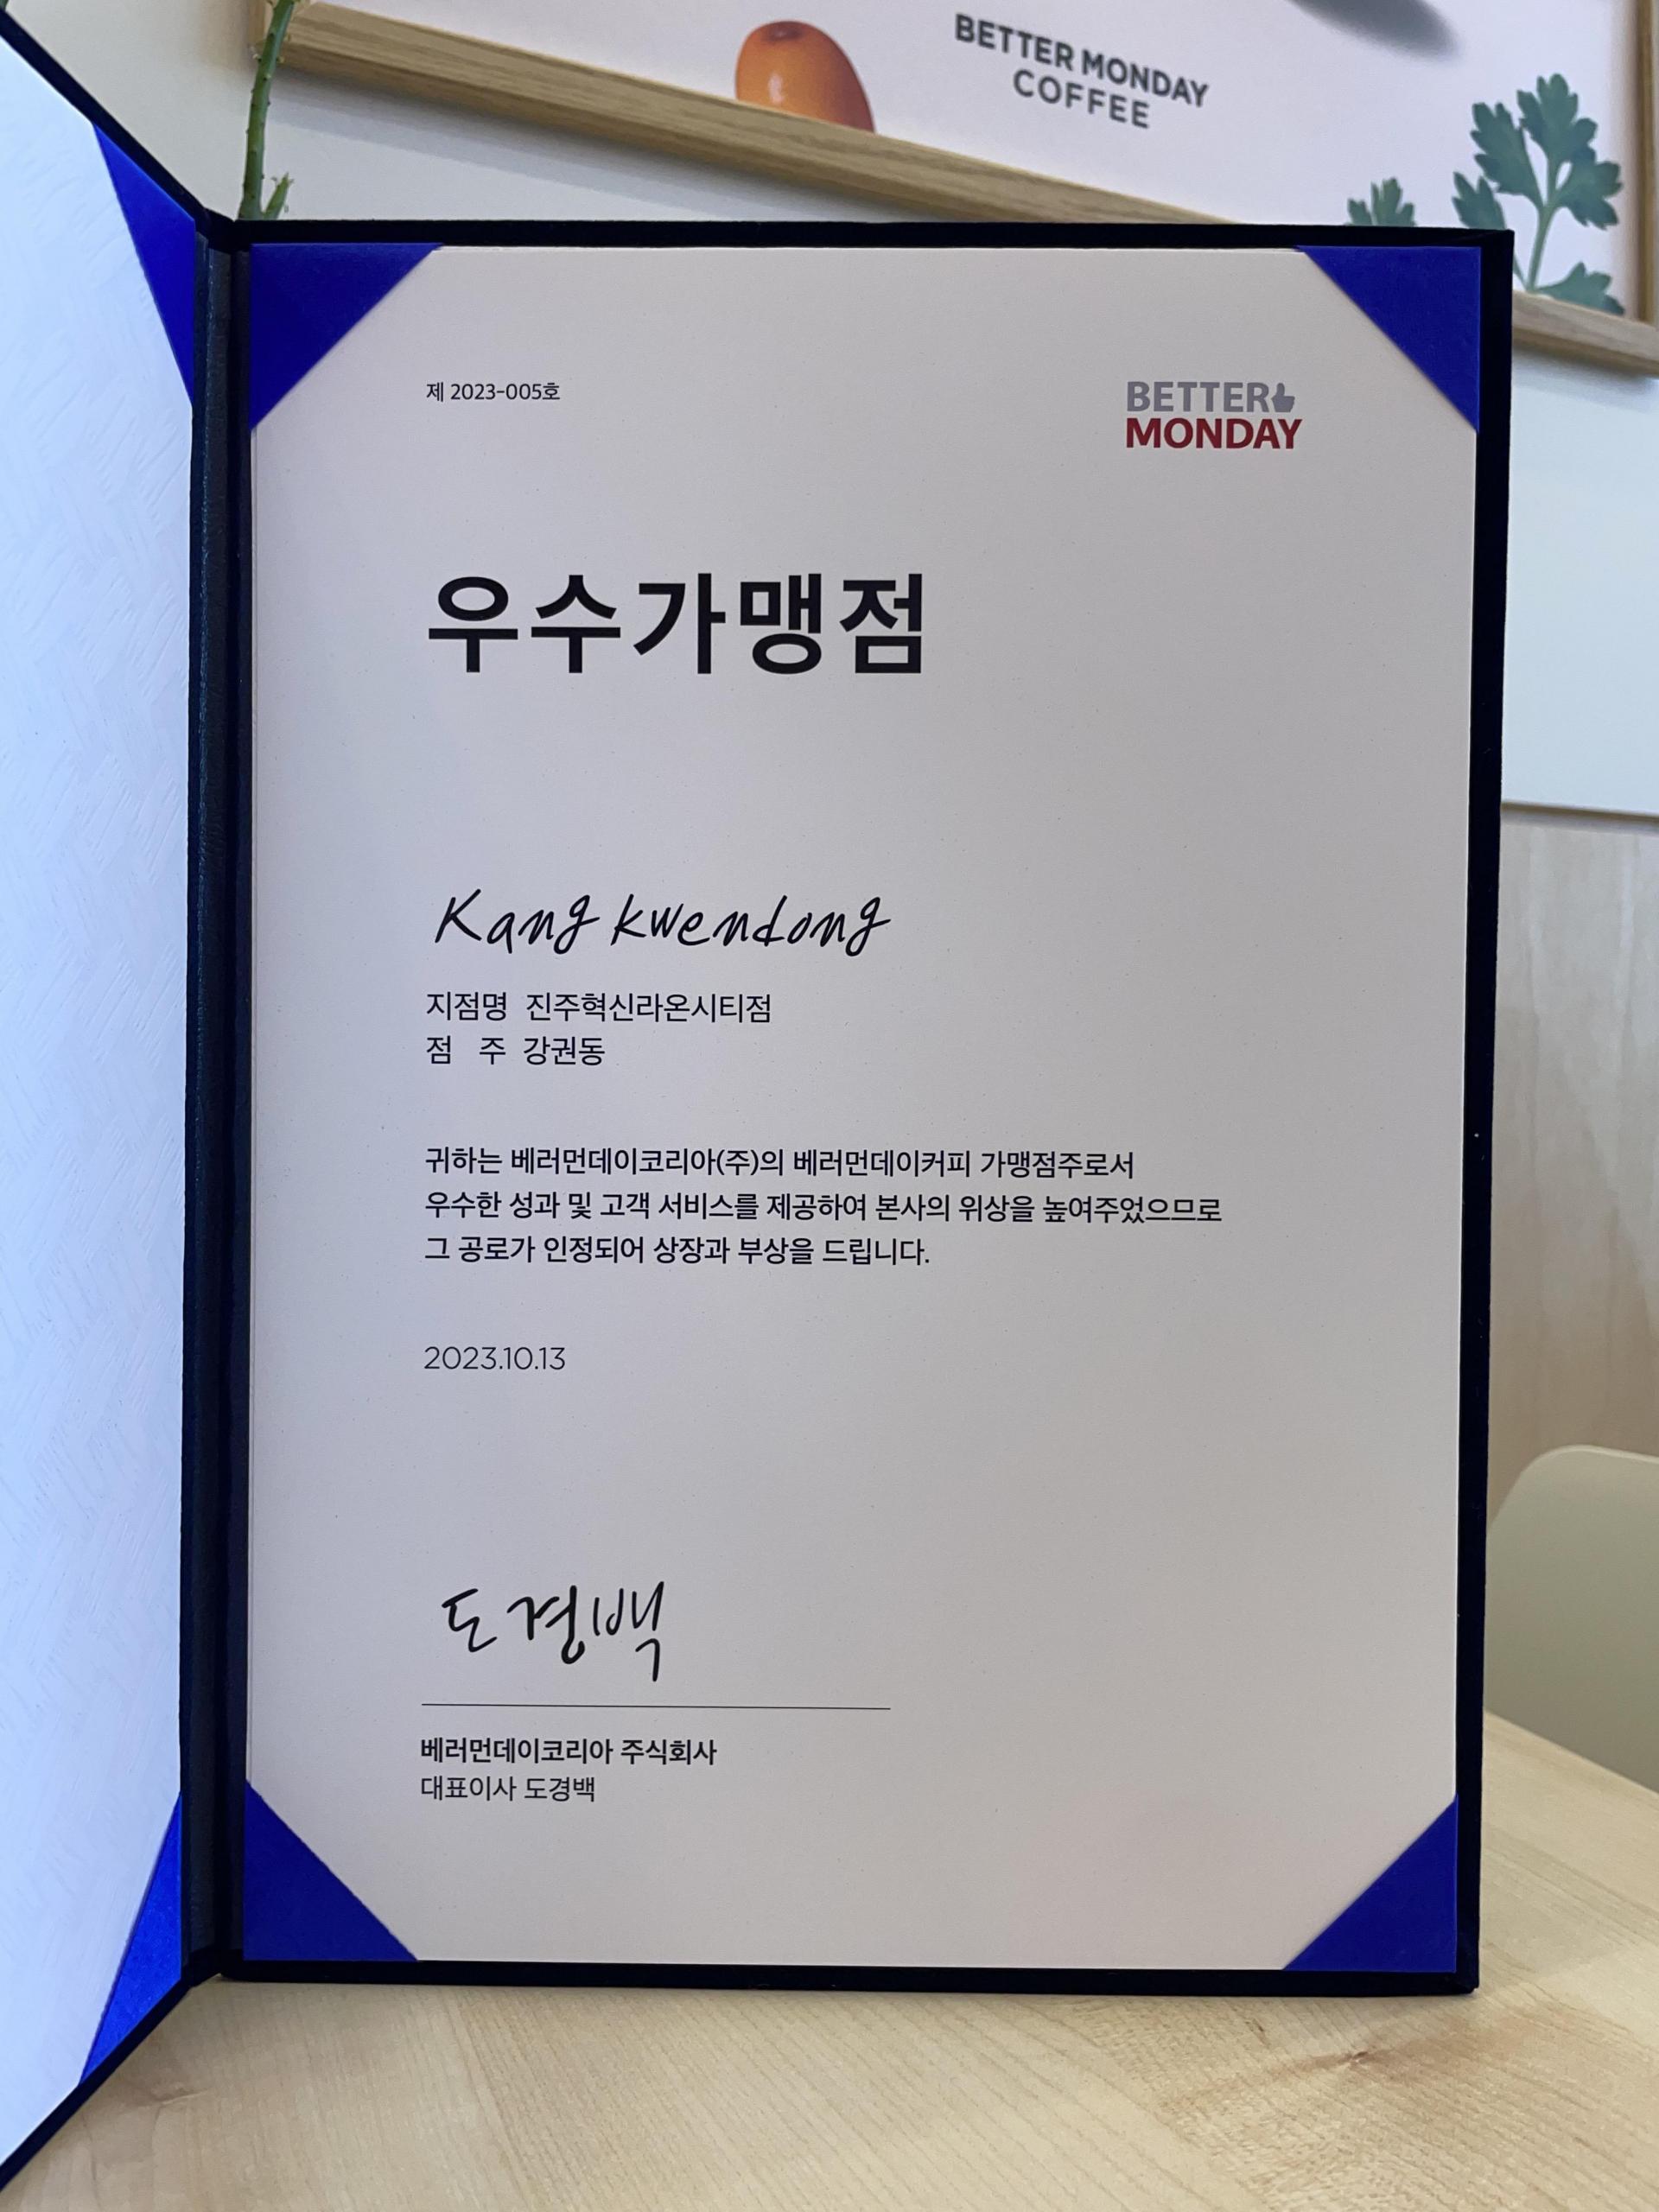 BETTER MONDAY
COFFEE
제 2023-005호
BETTER
MONDAY
우수가맹점
Kang kwendong
지점명 진주혁신라온시티점
점 주 강권동
귀하는 베러먼데이코리아(주)의 베러먼데이커피 가맹점주로서
우수한 성과 및 고객 서비스를 제공하여 본사의 위상을 높여주었으므로
그 공로가 인정되어 상장과 부상을 드립니다.
2023.10.13
도경백
베러먼데이코리아 주식회사
대표이사 도경백